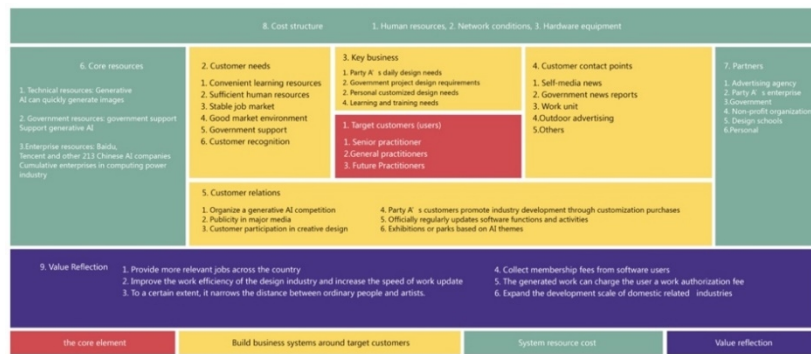 8. Cost structure 1. Human resources, 2. Network conditions, 3. Hardware equipment
6. Core resources
1. Technical resources: Generative
AI can quickly generate images
2. Government resources: government support
Support generative AI
3.Enterprise resources: Baidu,
Tencent and other 213 Chinese AI companies
Cumulative enterprises in computing power
industry
2. Customer needs
1. Convenient learning resources
2. Sufficient human resources
3. Stable job market
4. Good market environment
5. Government support
6. Customer recognition
3. Key business
1. Party A's daily design needs
2. Government project design requirements
2. Personal customized design needs
4. Learning and training needs
1. Target customers (users)
1. Senior practitioner
2.General practitioners
3. Future Practitioners
4. Customer contact points
1. Self-media news
2. Government news reports
3. Work unit
4.Outdoor advertising
5.Others
7. Partners
1. Advertising agency
2. Party A's enterprise
3.Government
4. Non-profit organization
5. Design schools
6.Personal
5. Customer relations
1. Organize a generative AI competition
2. Publicity in major media
3. Customer participation in creative design
4. Party A's customers promote industry development through customization purchases
5. Officially regularly updates software functions and activities
6. Exhibitions or parks based on AI themes
9. Value Reflection
1. Provide more relevant jobs across the country
2. Improve the work efficiency of the design industry and increase the speed of work update
3. To a certain extent, it narrows the distance between ordinary people and artists.
4. Collect membership fees from software users
5. The generated work can charge the user a work authorization fee
6. Expand the development scale of domestic related industries
the core element
Build business systems around target customers
System resource cost
Value reflection